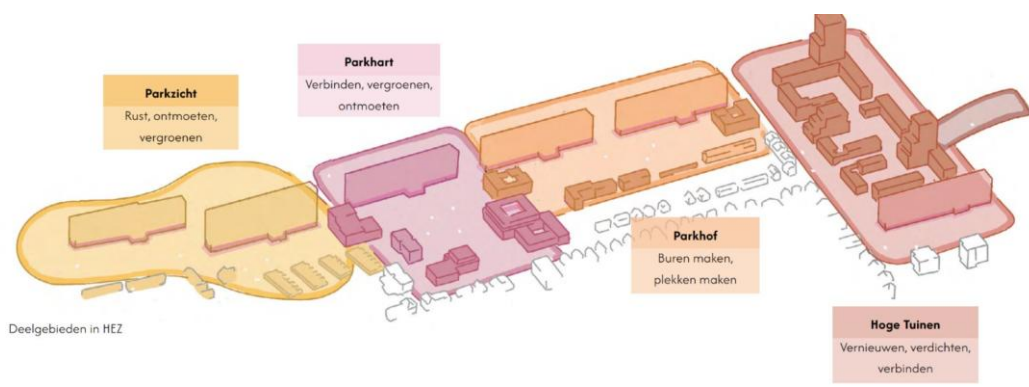 Parkzicht
Rust, ontmoeten,
vergroenen
Parkhart
Verbinden, vergroenen,
ontmoeten
Parkhof
Buren maken,
plekken maken
Hoge Tuinen
Vernieuwen, verdichten,
verbinden
Deelgebieden in HEZ